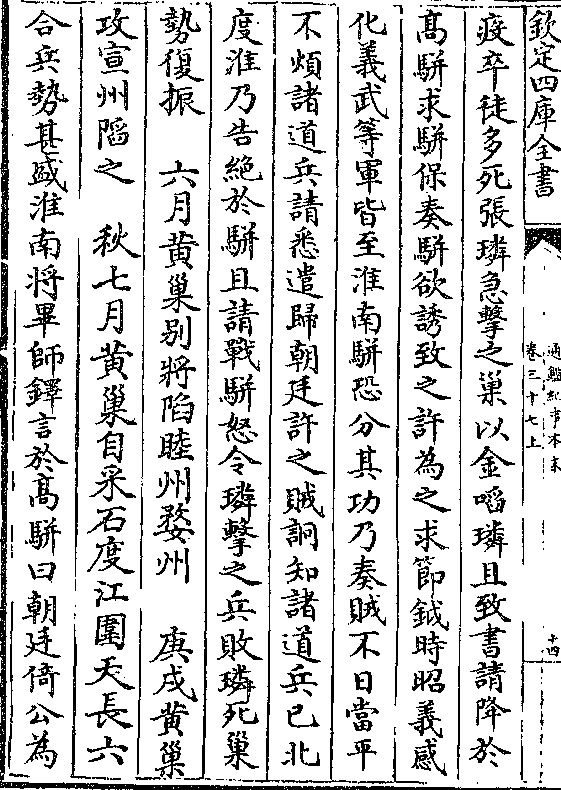 欽定四庫全書
通鑑紀事本末
卷三十七上
十四
疫卒徒多死張璘急擊之巢以金啗璘且致書請降於
髙駢求駢保奏駢欲誘致之許為之求節鉞時昭義感
化義武等軍皆至淮南駢恐分其功乃奏賊不日當平
不煩諸道兵請悉遣歸朝廷許之賊詗知諸道兵已北
度淮乃告絶於駢且請戰駢怒令璘擊之兵敗璘死巢
勢復振　六月黄巢别將陷睦州婺州　庚戌黄巢
攻宣州陷之　秋七月黄巢自采石度江圍天長六
合兵勢甚盛淮南將畢師鐸言於髙駢曰朝廷倚公為